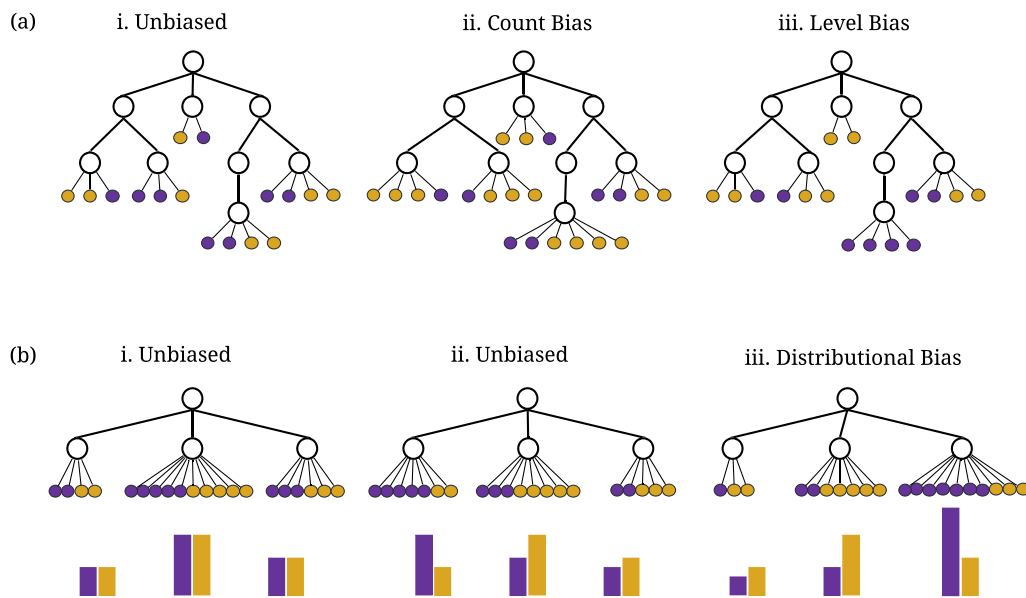 (a)
i. Unbiased
ii. Count Bias
iii. Level Bias
(b)
i. Unbiased
ii. Unbiased
iii. Distributional Bias